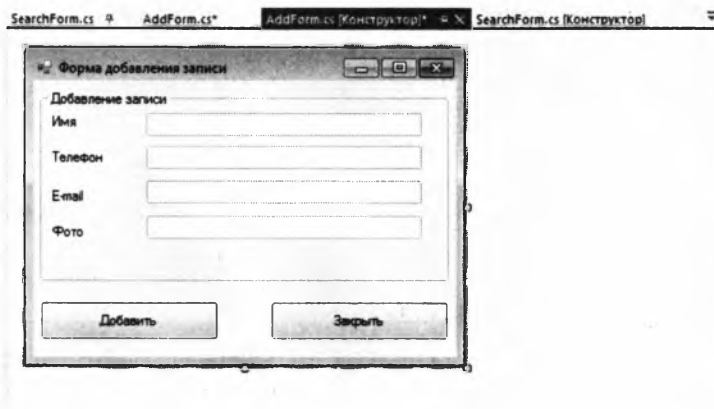 SearchForm.cs AddForm.cs* AddForm.cs [Конструктор]* SearchForm.cs [Конструктор]
Форма добавления записи
Добавление записи
Имя
Телефон
E-mail
Фото
Добавить Закрыть